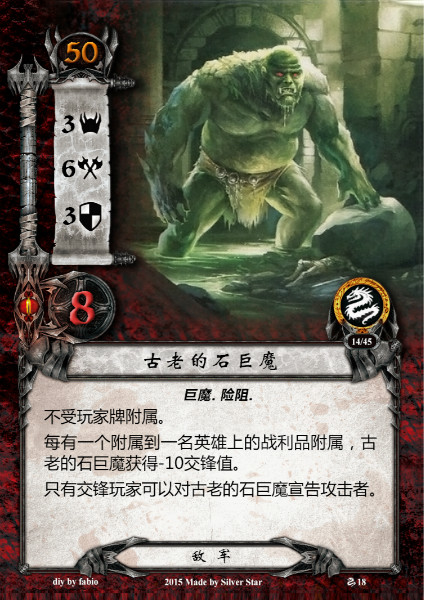 50
3
6
3
8
14/45
古老的石巨魔
巨魔. 险阻.
不受玩家牌附属。
每有一个附属到一名英雄上的战利品附属，古
老的石巨魔获得-10交锋值。
只有交锋玩家可以对古老的石巨魔宣告攻击者。
敌军
diy by fabio
2015 Made by Silver Star
18